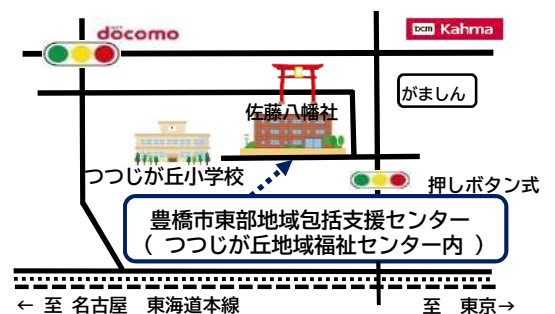 döcomo
DCM Kahma
がましん
佐藤八幡社
つつじが丘小学校
押しボタン式
豊橋市東部地域包括支援センター
( つつじが丘地域福祉センター内 )
← 至 名古屋 東海道本線
至 東京→